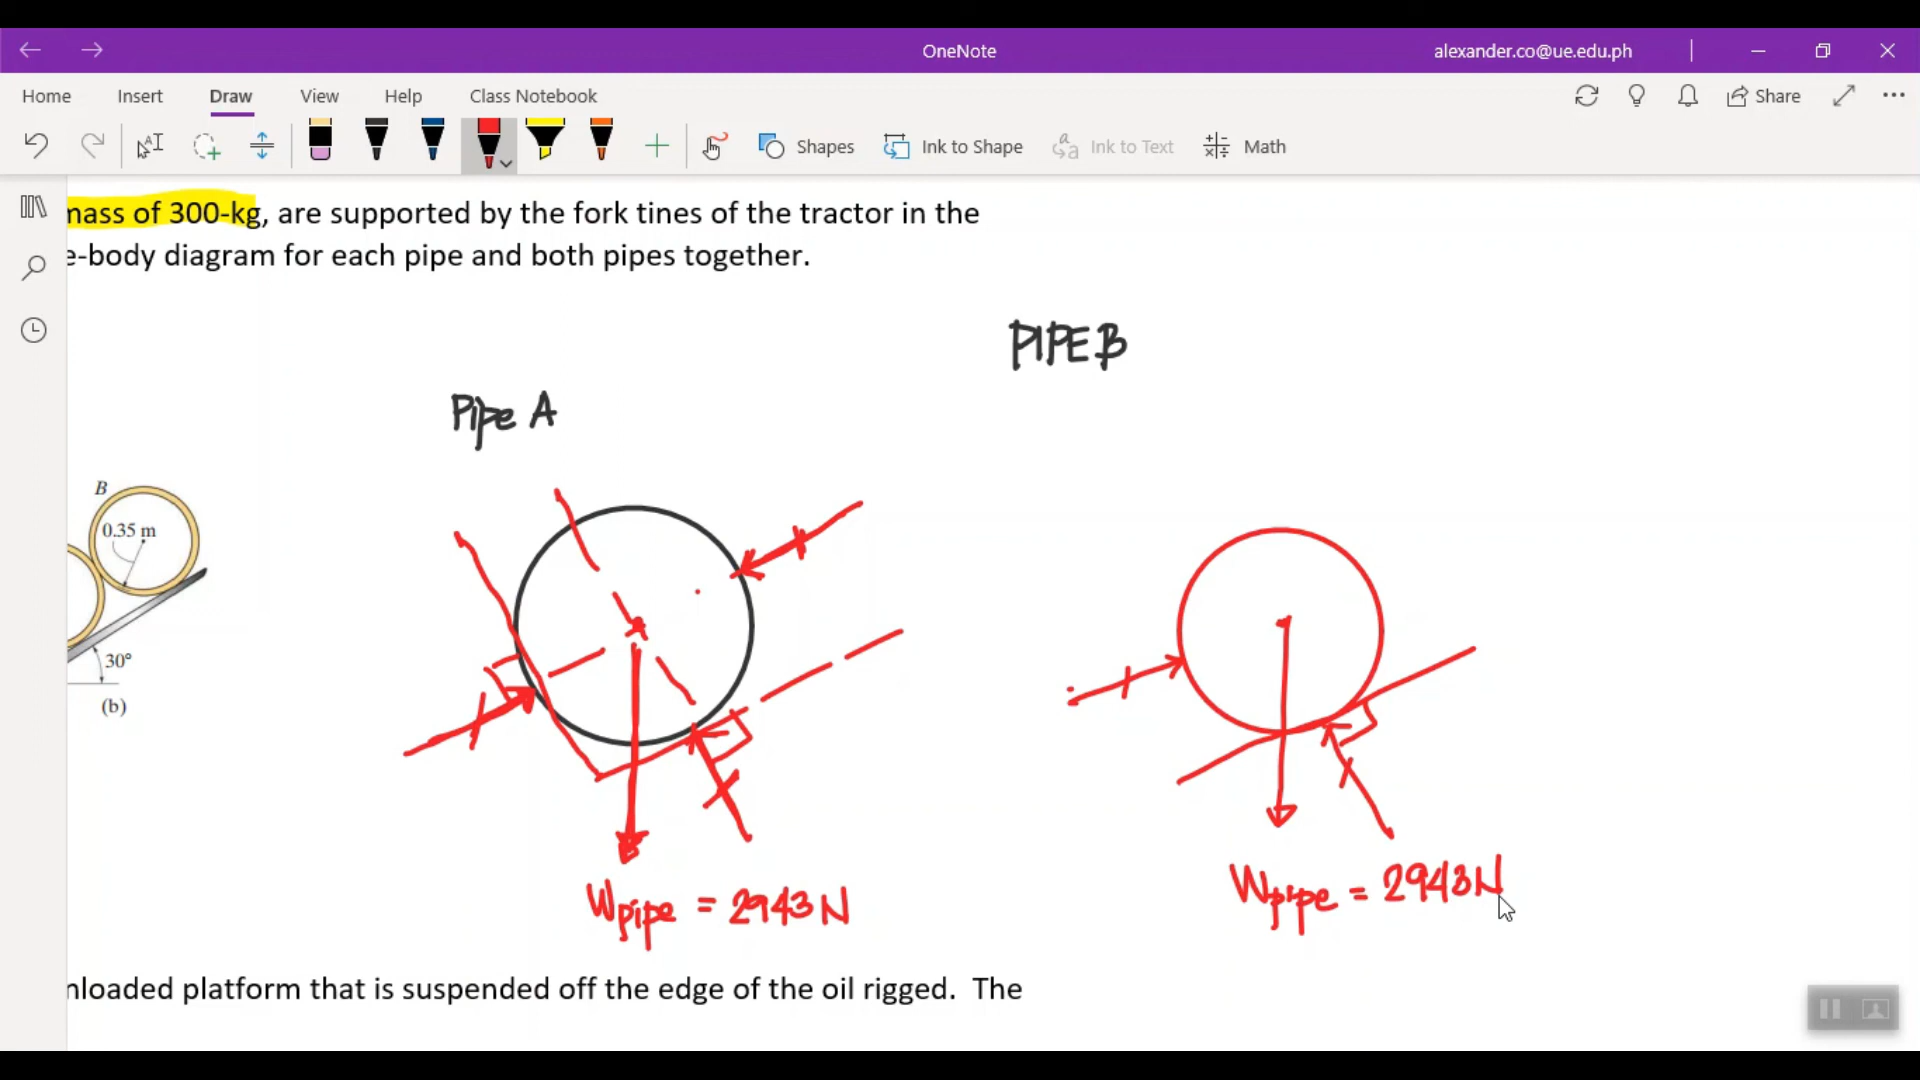 OneNote
alexander.co@ue.edu.ph
Home Insert Draw View Help Class Notebook
Share
Shapes Ink to Shape Ink to Text Math
mass of 300-kg, are supported by the fork tines of the tractor in the
e-body diagram for each pipe and both pipes together.
PIPE B
Pipe A
B
0.35 m
30°
(b)
Wpipe = 2943 N
Wpipe = 2943N
nloaded platform that is suspended off the edge of the oil rigged. The